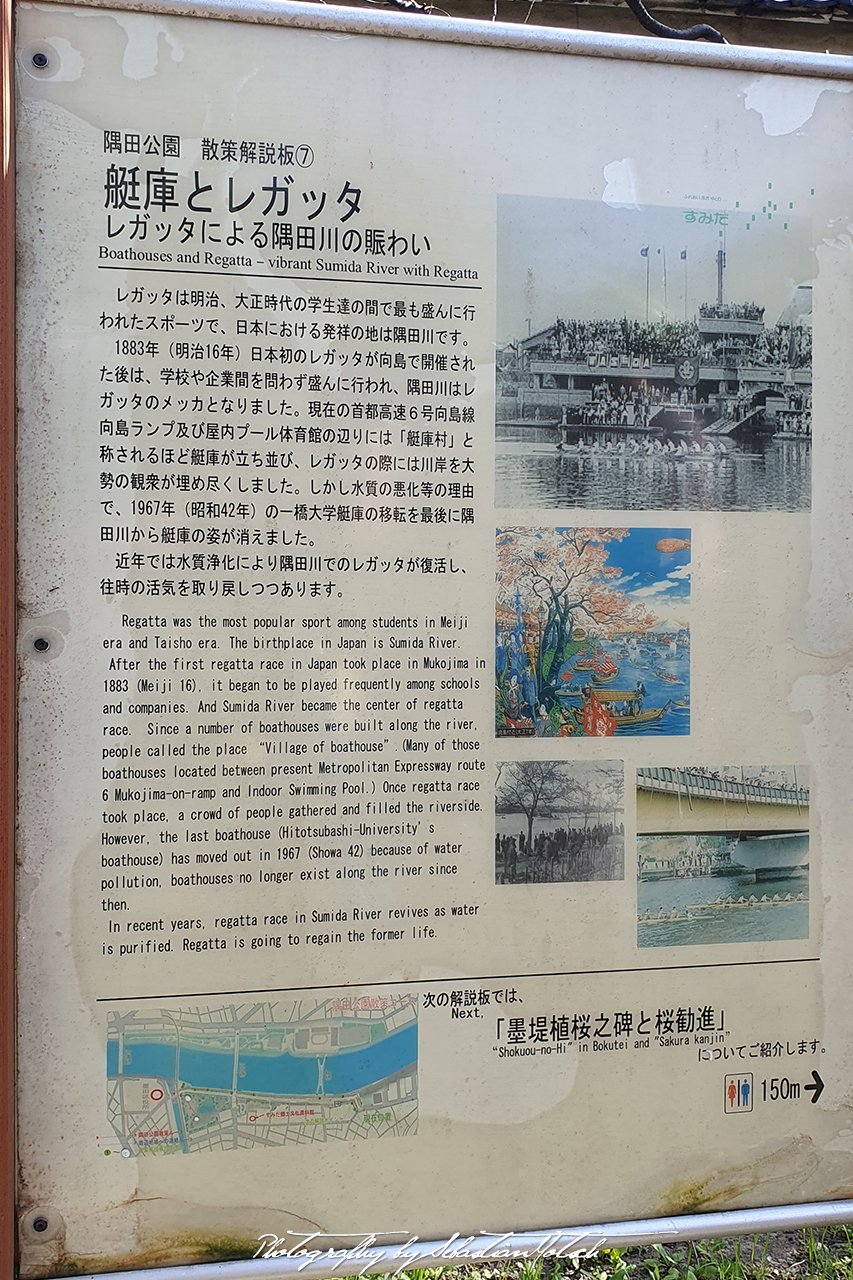 隅田公園　散策解説板⑦
艇庫とレガッタ
レガッタによる隅田川の賑わい
Boathouses and Regatta – vibrant Sumida River with Regatta
レガッタは明治、大正時代の学生達の間で最も盛んに行
われたスポーツで、日本における発祥の地は隅田川です。
1883年（明治16年）日本初のレガッタが向島で開催され
た後は、学校や企業間を問わず盛んに行われ、隅田川はレ
ガッタのメッカとなりました。現在の首都高速６号向島線
向島ランプ及び屋内プール体育館の辺りには「艇庫村」と
称されるほど艇庫が立ち並び、レガッタの際には川岸を大
勢の観衆が埋め尽くしました。しかし水質の悪化等の理由
で、1967年（昭和42年）の一橋大学艇庫の移転を最後に隅
田川から艇庫の姿が消えました。
近年では水質浄化により隅田川でのレガッタが復活し、
往時の活気を取り戻しつつあります。
Regatta was the most popular sport among students in Meiji
era and Taisho era. The birthplace in Japan is Sumida River.
After the first regatta race in Japan took place in Mukojima in
1883 (Meiji 16), it began to be played frequently among schools
and companies. And Sumida River became the center of regatta
race. Since a number of boathouses were built along the river,
people called the place “Village of boathouse”. (Many of those
boathouses located between present Metropolitan Expressway route
6 Mukojima-on-ramp and Indoor Swimming Pool.) Once regatta race
took place, a crowd of people gathered and filled the riverside.
However, the last boathouse (Hitotsubashi-University’s
boathouse) has moved out in 1967 (Showa 42) because of water
pollution, boathouses no longer exist along the river since
then.
In recent years, regatta race in Sumida River revives as water
is purified. Regatta is going to regain the former life.
すみだ
次の解説板では、
Next,
「墨堤植桜之碑と桜勧進」
“Shokuou-no-Hi” in Bokutei and “Sakura kanjin”
についてご紹介します。
150m
現在位置
Photography by Sebastian Motsch